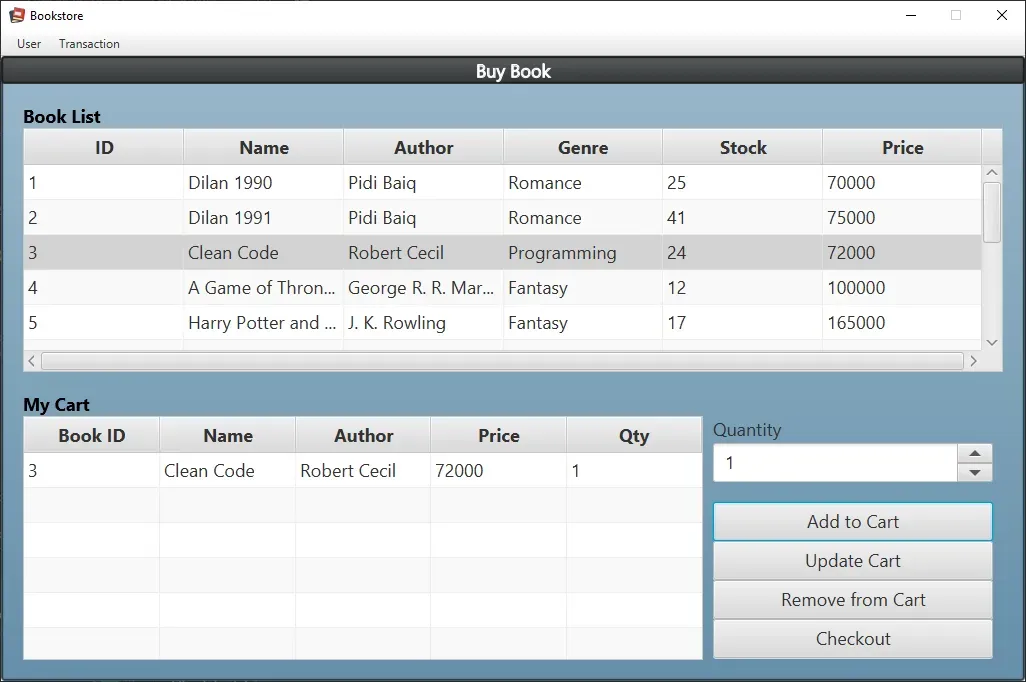 Bookstore
User Transaction
Buy Book
Book List
ID Name Author Genre Stock Price
1 Dilan 1990 Pidi Baiq Romance 25 70000
2 Dilan 1991 Pidi Baiq Romance 41 75000
3 Clean Code Robert Cecil Programming 24 72000
4 A Game of Thron... George R. R. Mar... Fantasy 12 100000
5 Harry Potter and ... J. K. Rowling Fantasy 17 165000
My Cart
Book ID Name Author Price Qty
3 Clean Code Robert Cecil 72000 1
Quantity
1
Add to Cart
Update Cart
Remove from Cart
Checkout